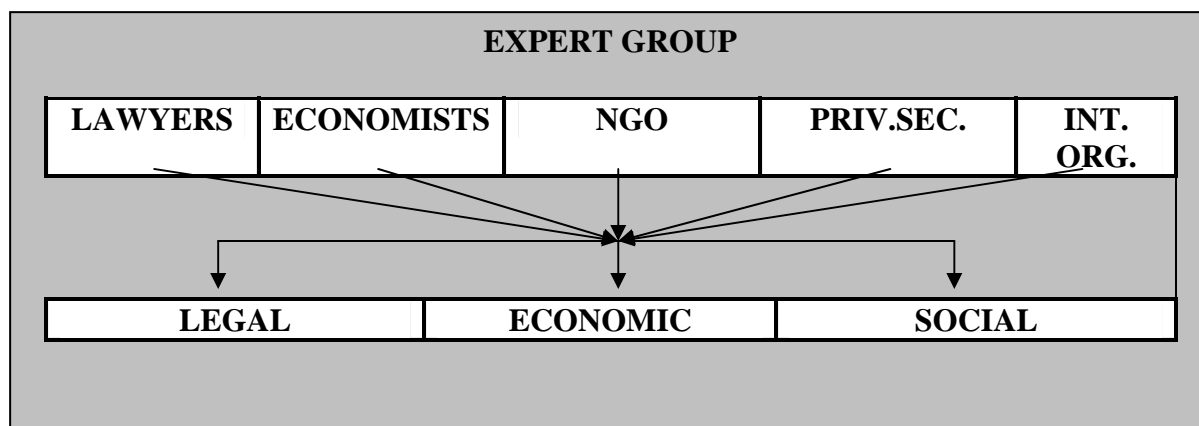 EXPERT GROUP
LAWYERS ECONOMISTS NGO PRIV.SEC. INT.
ORG.
LEGAL ECONOMIC SOCIAL